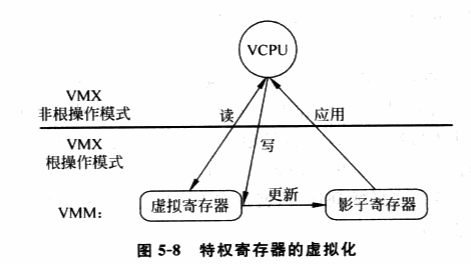 VCPU
VMX
非根操作模式
读
应用
VMX
根操作模式
写
VMM：
虚拟寄存器
更新
影子寄存器
图 5-8 特权寄存器的虚拟化